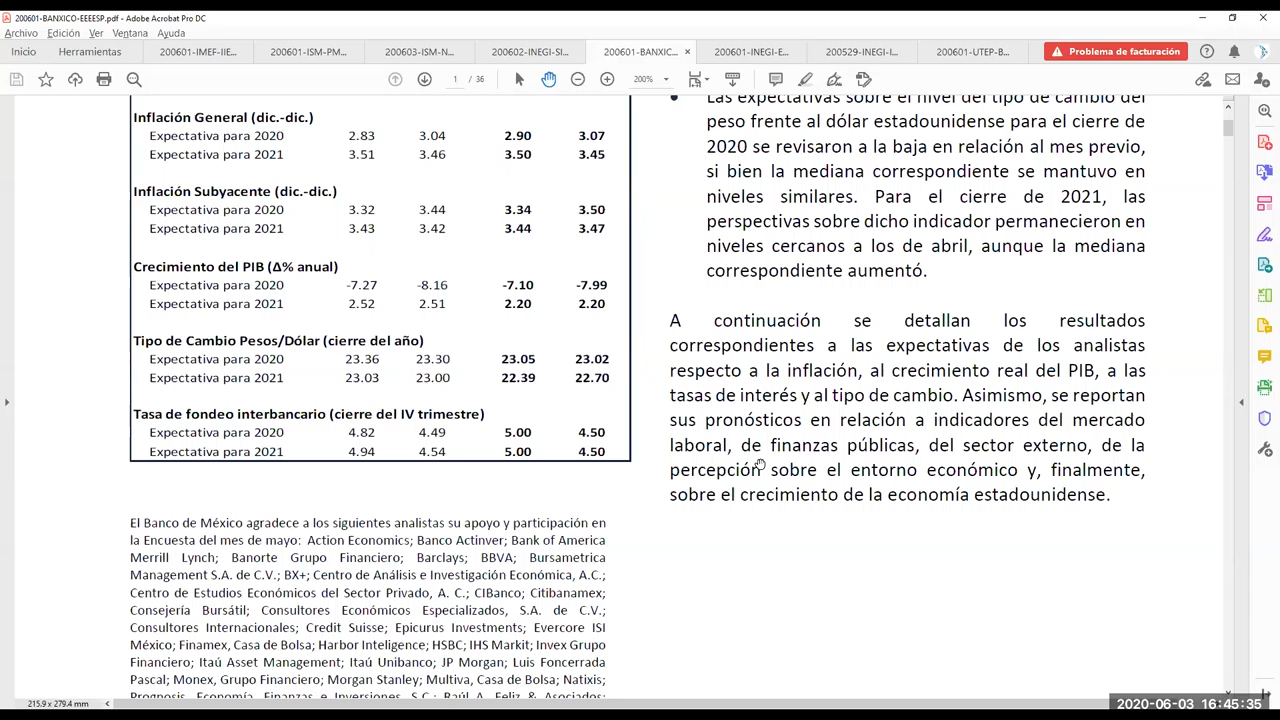 200601-BANXICO-EEEESP.pdf - Adobe Acrobat Pro DC
Archivo Edición Ver Ventana Ayuda
Inicio Herramientas 200601-IMEF-IIE... 200601-ISM-PM... 200603-ISM-N... 200602-INEGI-SI... 200601-BANXIC... × 200601-INEGI-E... 200529-INEGI-I... 200601-UTEP-B... Problema de facturación
1 / 36 200%
Inflación General (dic.-dic.)
Expectativa para 2020 2.83 3.04 2.90 3.07
Expectativa para 2021 3.51 3.46 3.50 3.45
Inflación Subyacente (dic.-dic.)
Expectativa para 2020 3.32 3.44 3.34 3.50
Expectativa para 2021 3.43 3.42 3.44 3.47
Crecimiento del PIB (Δ% anual)
Expectativa para 2020 -7.27 -8.16 -7.10 -7.99
Expectativa para 2021 2.52 2.51 2.20 2.20
Tipo de Cambio Pesos/Dólar (cierre del año)
Expectativa para 2020 23.36 23.30 23.05 23.02
Expectativa para 2021 23.03 23.00 22.39 22.70
Tasa de fondeo interbancario (cierre del IV trimestre)
Expectativa para 2020 4.82 4.49 5.00 4.50
Expectativa para 2021 4.94 4.54 5.00 4.50
El Banco de México agradece a los siguientes analistas su apoyo y participación en
la Encuesta del mes de mayo: Action Economics; Banco Actinver; Bank of America
Merrill Lynch; Banorte Grupo Financiero; Barclays; BBVA; Bursametrica
Management S.A. de C.V.; BX+; Centro de Análisis e Investigación Económica, A.C.;
Centro de Estudios Económicos del Sector Privado, A. C.; CIBanco; Citibanamex;
Consejería Bursátil; Consultores Económicos Especializados, S.A. de C.V.;
Consultores Internacionales; Credit Suisse; Epicurus Investments; Evercore ISI
México; Finamex, Casa de Bolsa; Harbor Intelligence; HSBC; IHS Markit; Invex Grupo
Financiero; Itaú Asset Management; Itaú Unibanco; JP Morgan; Luis Foncerrada
Pascal; Monex, Grupo Financiero; Morgan Stanley; Multiva, Casa de Bolsa; Natixis;
Prognosis, Economía, Finanzas e Inversiones, S.C.; Raúl A. Feliz & Asociados;
• Las expectativas sobre el nivel del tipo de cambio del
peso frente al dólar estadounidense para el cierre de
2020 se revisaron a la baja en relación al mes previo,
si bien la mediana correspondiente se mantuvo en
niveles similares. Para el cierre de 2021, las
perspectivas sobre dicho indicador permanecieron en
niveles cercanos a los de abril, aunque la mediana
correspondiente aumentó.
A continuación se detallan los resultados
correspondientes a las expectativas de los analistas
respecto a la inflación, al crecimiento real del PIB, a las
tasas de interés y al tipo de cambio. Asimismo, se reportan
sus pronósticos en relación a indicadores del mercado
laboral, de finanzas públicas, del sector externo, de la
percepción sobre el entorno económico y, finalmente,
sobre el crecimiento de la economía estadounidense.
215.9 x 279.4 mm
2020-06-03 16:45:35